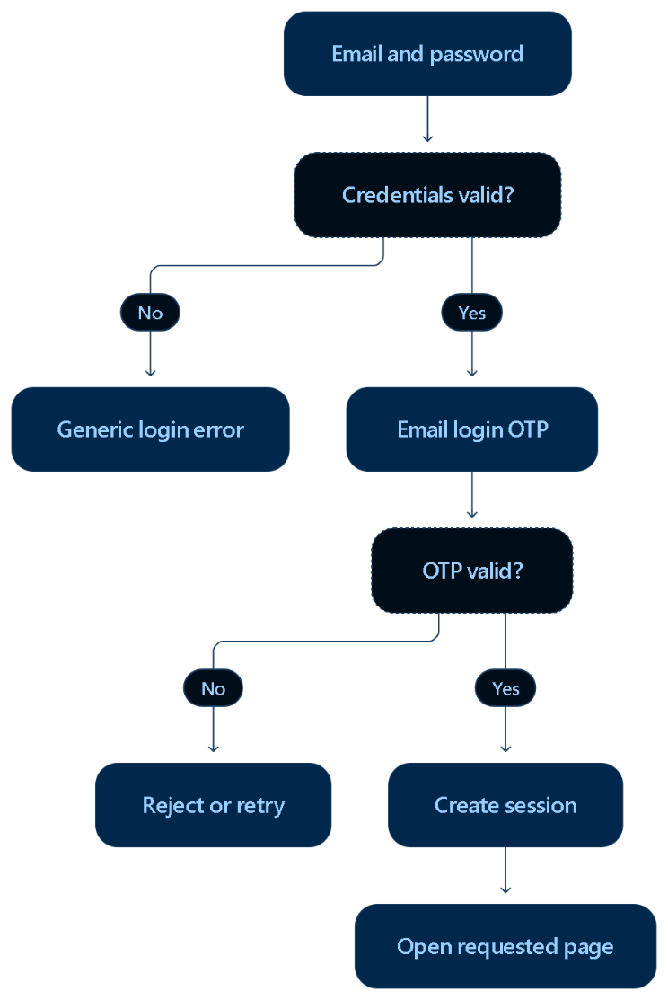 Email and password
Credentials valid?
No
Yes
Generic login error
Email login OTP
OTP valid?
No
Yes
Reject or retry
Create session
Open requested page